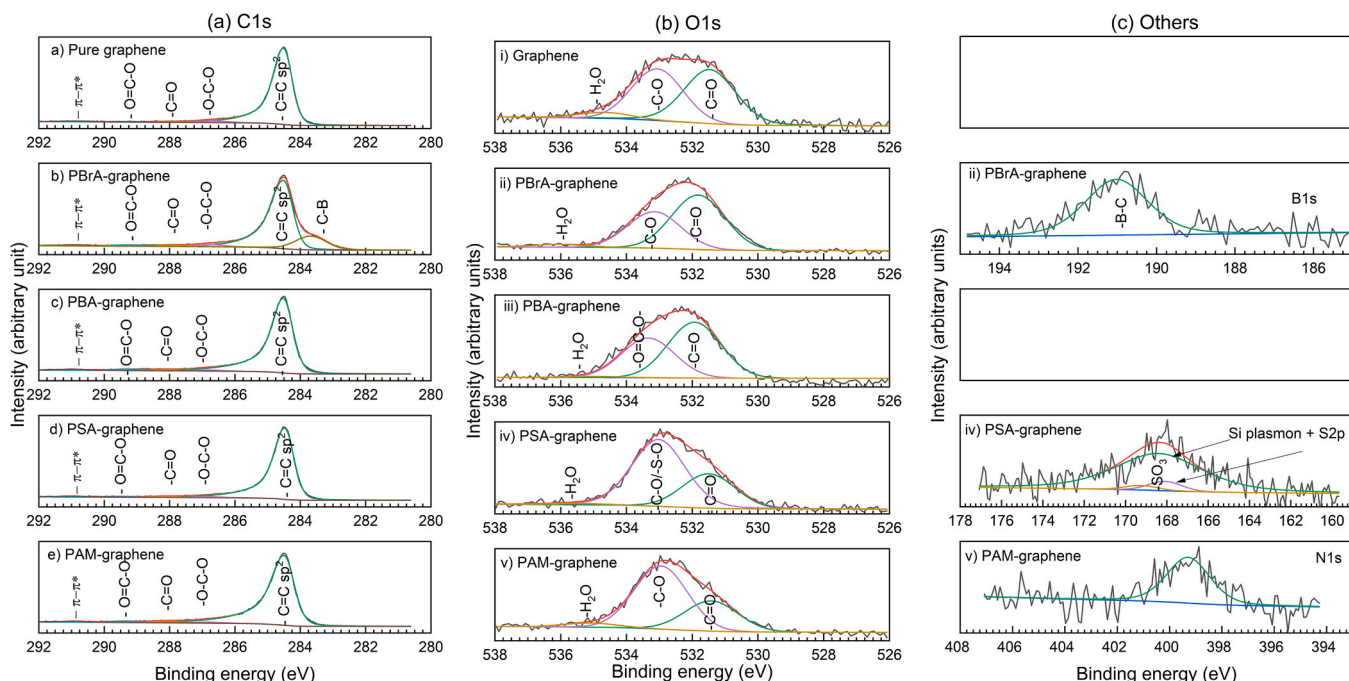 (a) C1s
(b) O1s
(c) Others
Intensity (arbitrary unit)
a) Pure graphene
π–π*
O=C-O
C=O
-O-C-O
C=C sp²
292 290 288 286 284 282 280
b) PBrA-graphene
π–π*
O=C-O
-C=O
-O-C-O
C=C sp²
C-B
292 290 288 286 284 282 280
c) PBA-graphene
π–π*
O=C-O
-C=O
-O-C-O
C=C sp²
292 290 288 286 284 282 280
d) PSA-graphene
π–π*
O=C-O
-C=O
-O-C-O
C=C sp²
292 290 288 286 284 282 280
e) PAM-graphene
π–π*
-O=C-O
-C=O
-O-C-O
C=C sp²
292 290 288 286 284 282 280
Binding energy (eV)
Intensity (arbitrary units)
i) Graphene
-H₂O
-C-O
C=O
538 536 534 532 530 528 526
ii) PBrA-graphene
-H₂O
C-O
C=O
538 536 534 532 530 528 526
iii) PBA-graphene
-H₂O
O=C-O-
-C=O
538 536 534 532 530 528 526
iv) PSA-graphene
-H₂O
C-O/-S-O
C=O
538 536 534 532 530 528 526
v) PAM-graphene
-H₂O
-C-O
C=O
538 536 534 532 530 528 526
Binding energy (eV)
Intensity (arbitrary units)
ii) PBrA-graphene
B1s
-B-C
194 192 190 188 186
iv) PSA-graphene
Si plasmon + S2p
SO₃
178 176 174 172 170 168 166 164 162 160
v) PAM-graphene
N1s
408 406 404 402 400 398 396 394
Binding energy (eV)